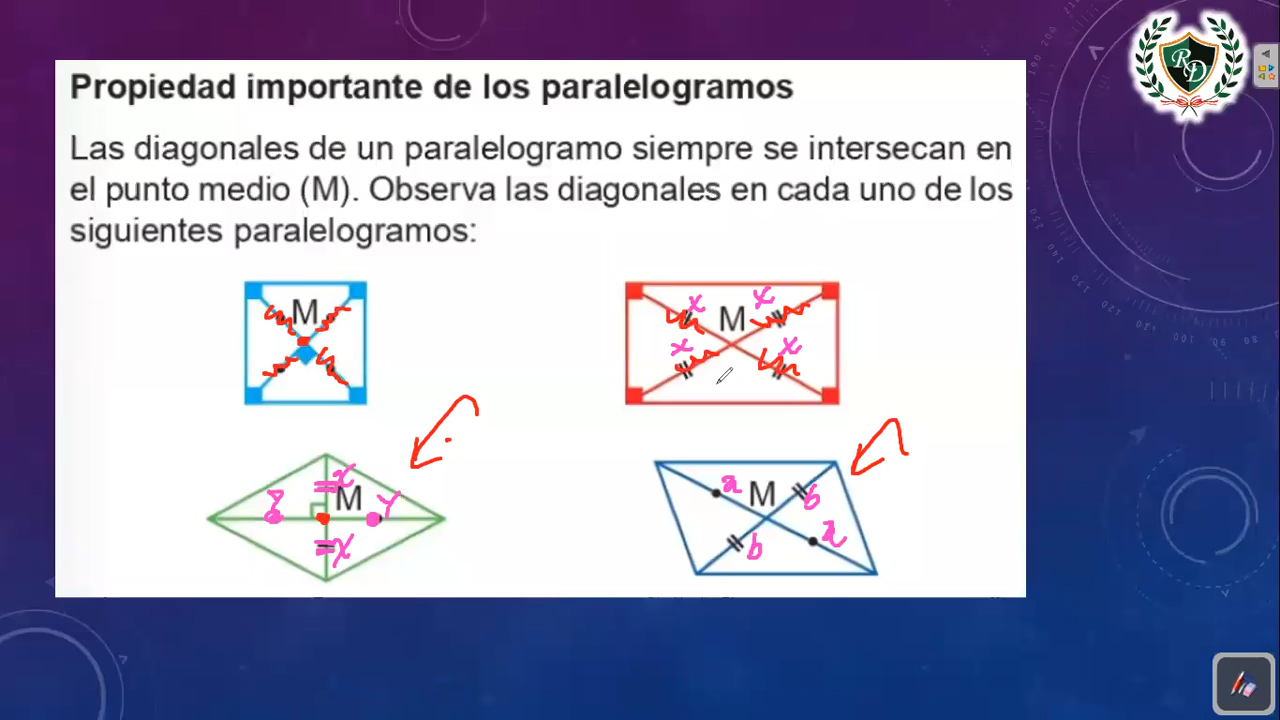 Propiedad importante de los paralelogramos
Las diagonales de un paralelogramo siempre se intersecan en
el punto medio (M). Observa las diagonales en cada uno de los
siguientes paralelogramos:
M
x x
M
x x
x
M
y
x
a M b
b a
RD